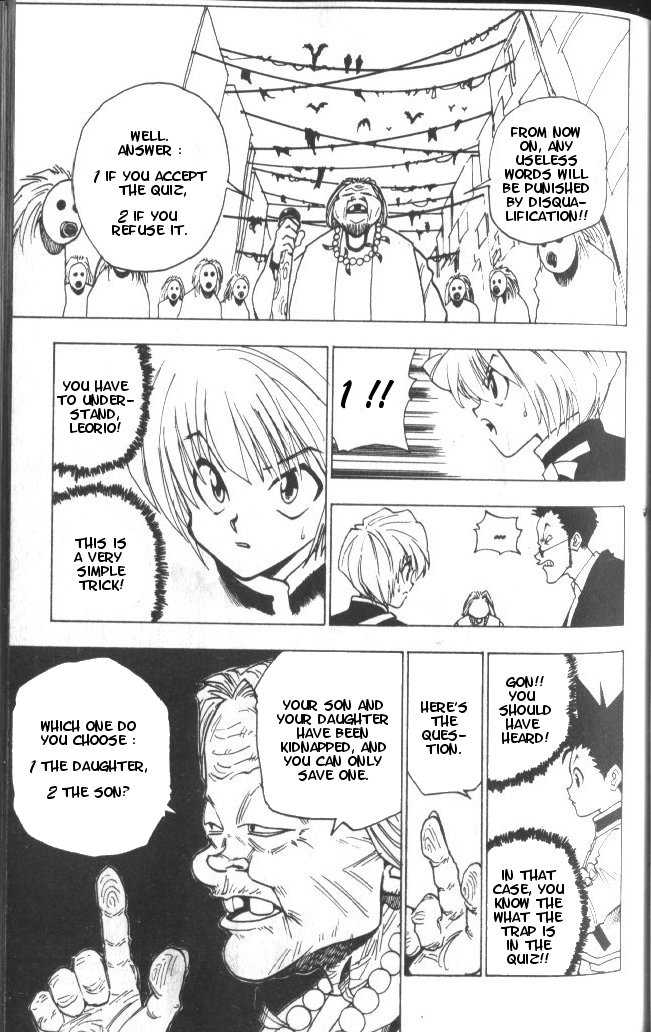 FROM NOW
ON, ANY
USELESS
WORDS WILL
BE PUNISHED
BY DISQUA-
LIFICATION!!
WELL.
ANSWER :
1 IF YOU ACCEPT
THE QUIZ,
2 IF YOU
REFUSE IT.
1 !!
YOU HAVE
TO UNDER-
STAND,
LEORIO!
THIS IS
A VERY
SIMPLE
TRICK!
GON!!
YOU
SHOULD
HAVE
HEARD!
IN THAT
CASE, YOU
KNOW THE
WHAT THE
TRAP IS
IN THE
QUIZ!!
HERE'S
THE
QUES-
TION.
YOUR SON AND
YOUR DAUGHTER
HAVE BEEN
KIDNAPPED, AND
YOU CAN ONLY
SAVE ONE.
WHICH ONE DO
YOU CHOOSE :
1 THE DAUGHTER,
2 THE SON?